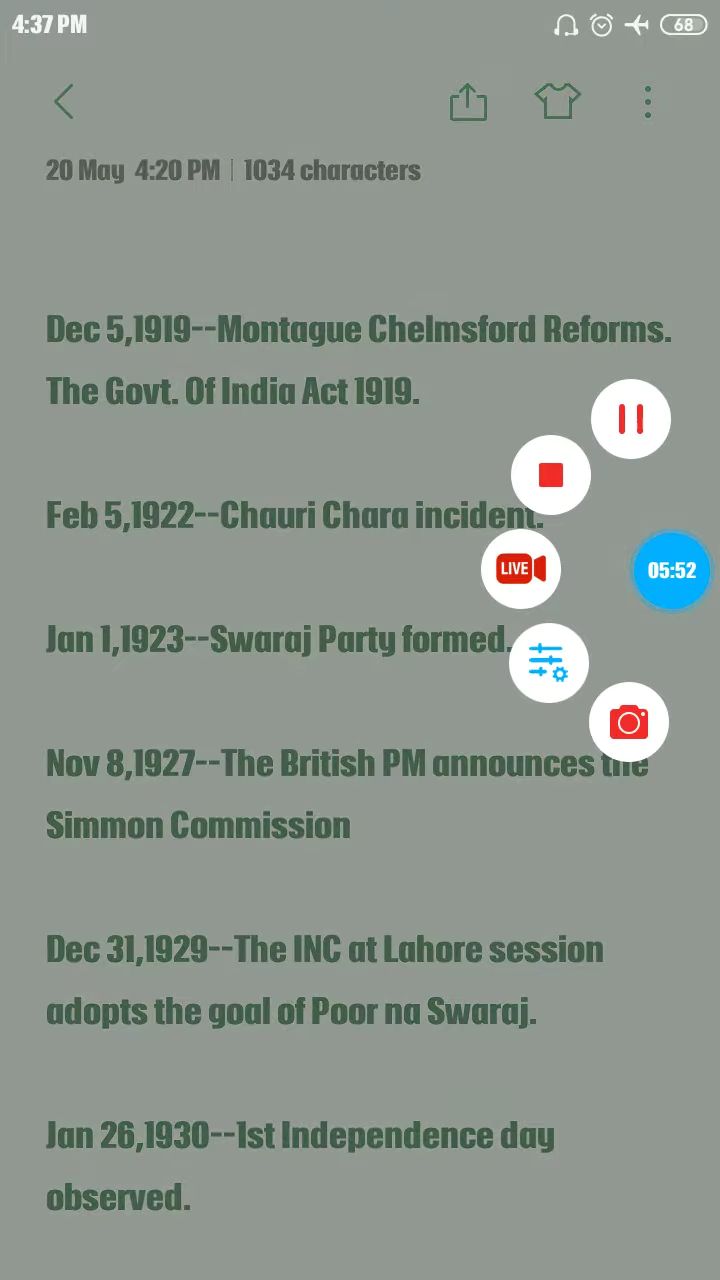 4:37 PM
68
20 May 4:20 PM | 1034 characters
Dec 5,1919--Montague Chelmsford Reforms.
The Govt. Of India Act 1919.
Feb 5,1922--Chauri Chara incident.
LIVE
05:52
Jan 1,1923--Swaraj Party formed.
Nov 8,1927--The British PM announces the
Simmon Commission
Dec 31,1929--The INC at Lahore session
adopts the goal of Poor na Swaraj.
Jan 26,1930--1st Independence day
observed.